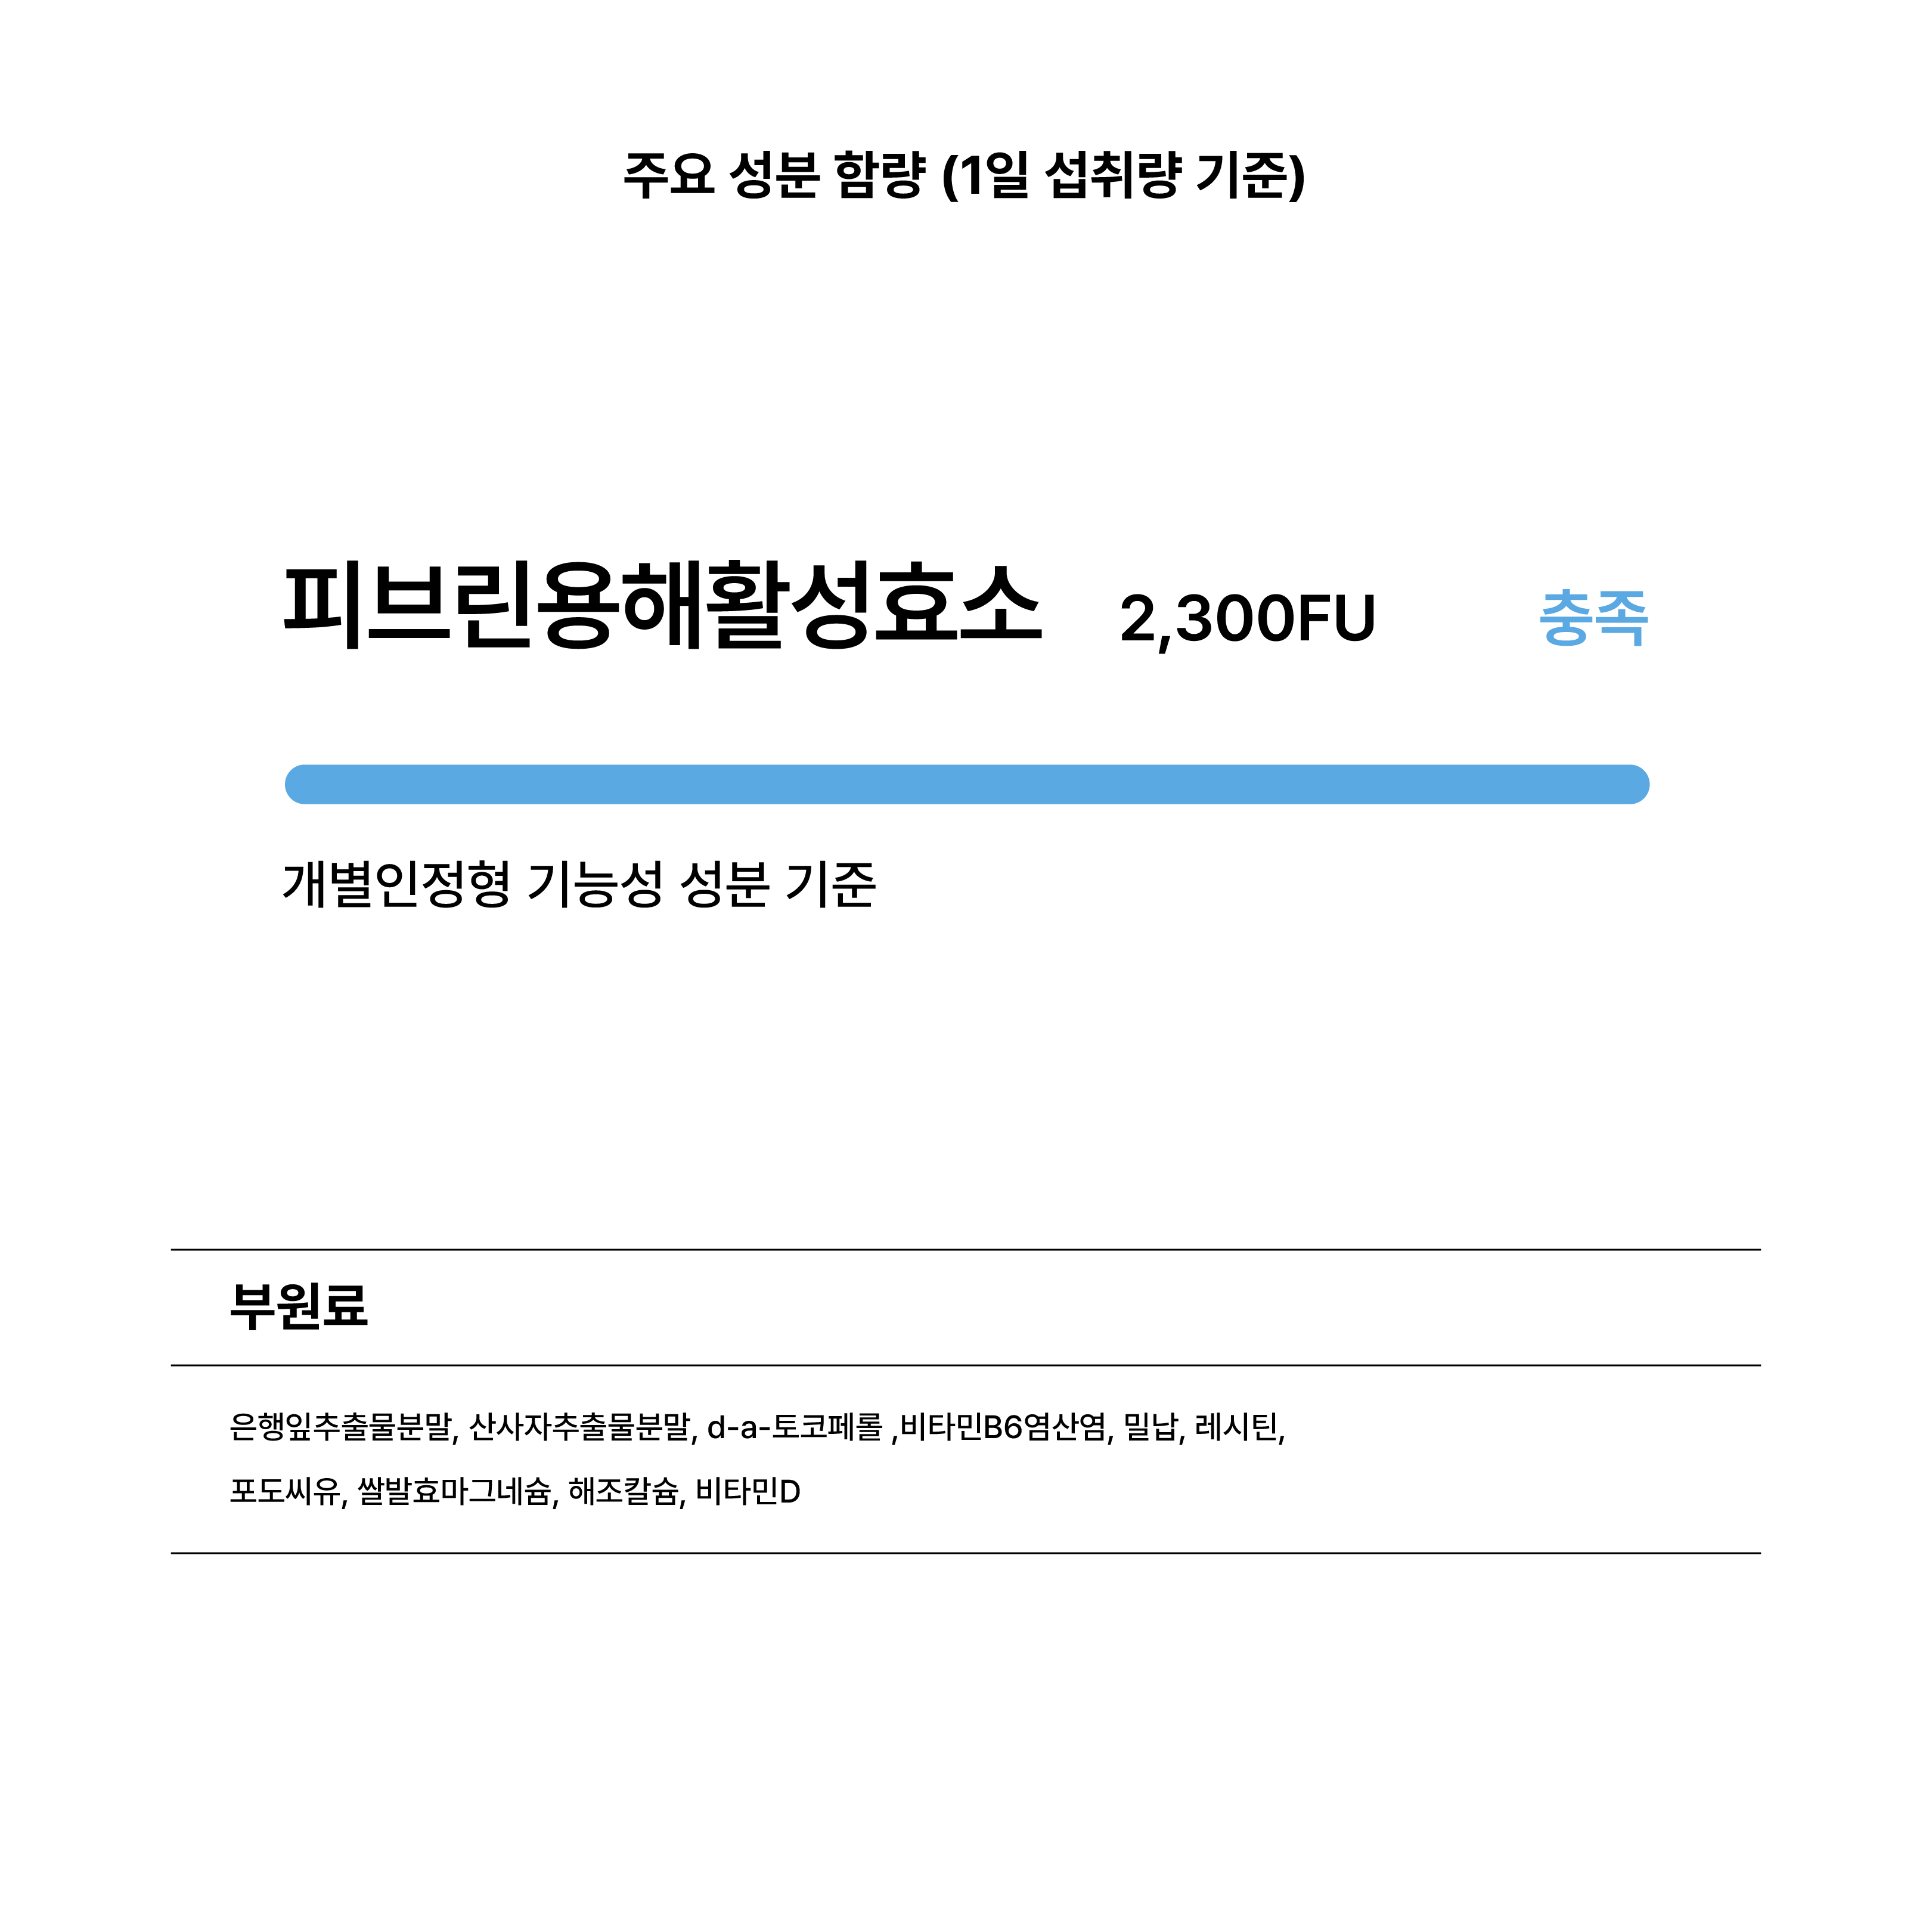 주요 성분 함량 (1일 섭취량 기준)
피브린용해활성효소 2,300FU 충족
개별인정형 기능성 성분 기준
부원료
은행잎추출물분말, 산사자추출물분말, d-a-토코페롤 ,비타민B6염산염, 밀납, 레시틴,
포도씨유, 쌀발효마그네슘, 해조칼슘, 비타민D